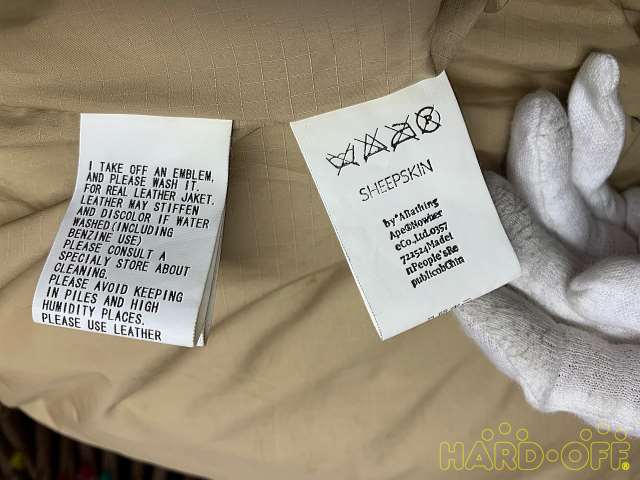 I TAKE OFF AN EMBLEM,
AND PLEASE WASH IT.
FOR REAL LEATHER JAKET.
LEATHER MAY STIFFEN
AND DISCOLOR IF WATER
WASHED(INCLUDING
BENZINE USE)
PLEASE CONSULT A
SPECIALY STORE ABOUT
CLEANING.
PLEASE AVOID KEEPING
IN PILES AND HIGH
HUMIDITY PLACES.
PLEASE USE LEATHER
SHEEPSKIN
by*ABathing
Ape®Nowher
eCo.,Ltd.0357
722524MadeI
nPeople'sRe
publicobChin
HARD·OFF